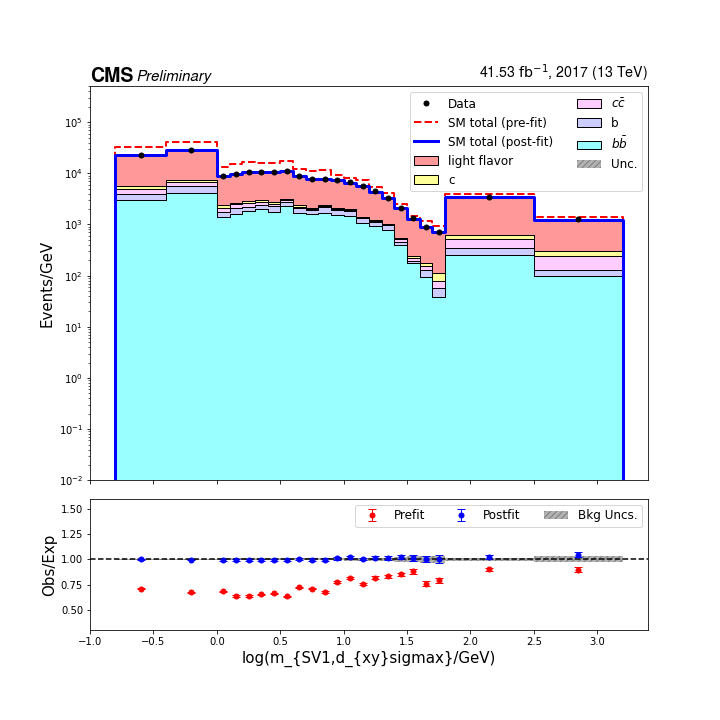 CMS Preliminary 41.53 fb⁻¹, 2017 (13 TeV)
Data
SM total (pre-fit)
SM total (post-fit)
light flavor
c
cc̄
b
bb̄
Unc.
Events/GeV
10⁵
10⁴
10³
10²
10¹
10⁰
10⁻¹
10⁻²
Prefit Postfit Bkg Uncs.
Obs/Exp
1.50
1.25
1.00
0.75
0.50
−1.0 −0.5 0.0 0.5 1.0 1.5 2.0 2.5 3.0
log(m_{SV1,d_{xy}sigmax}/GeV)